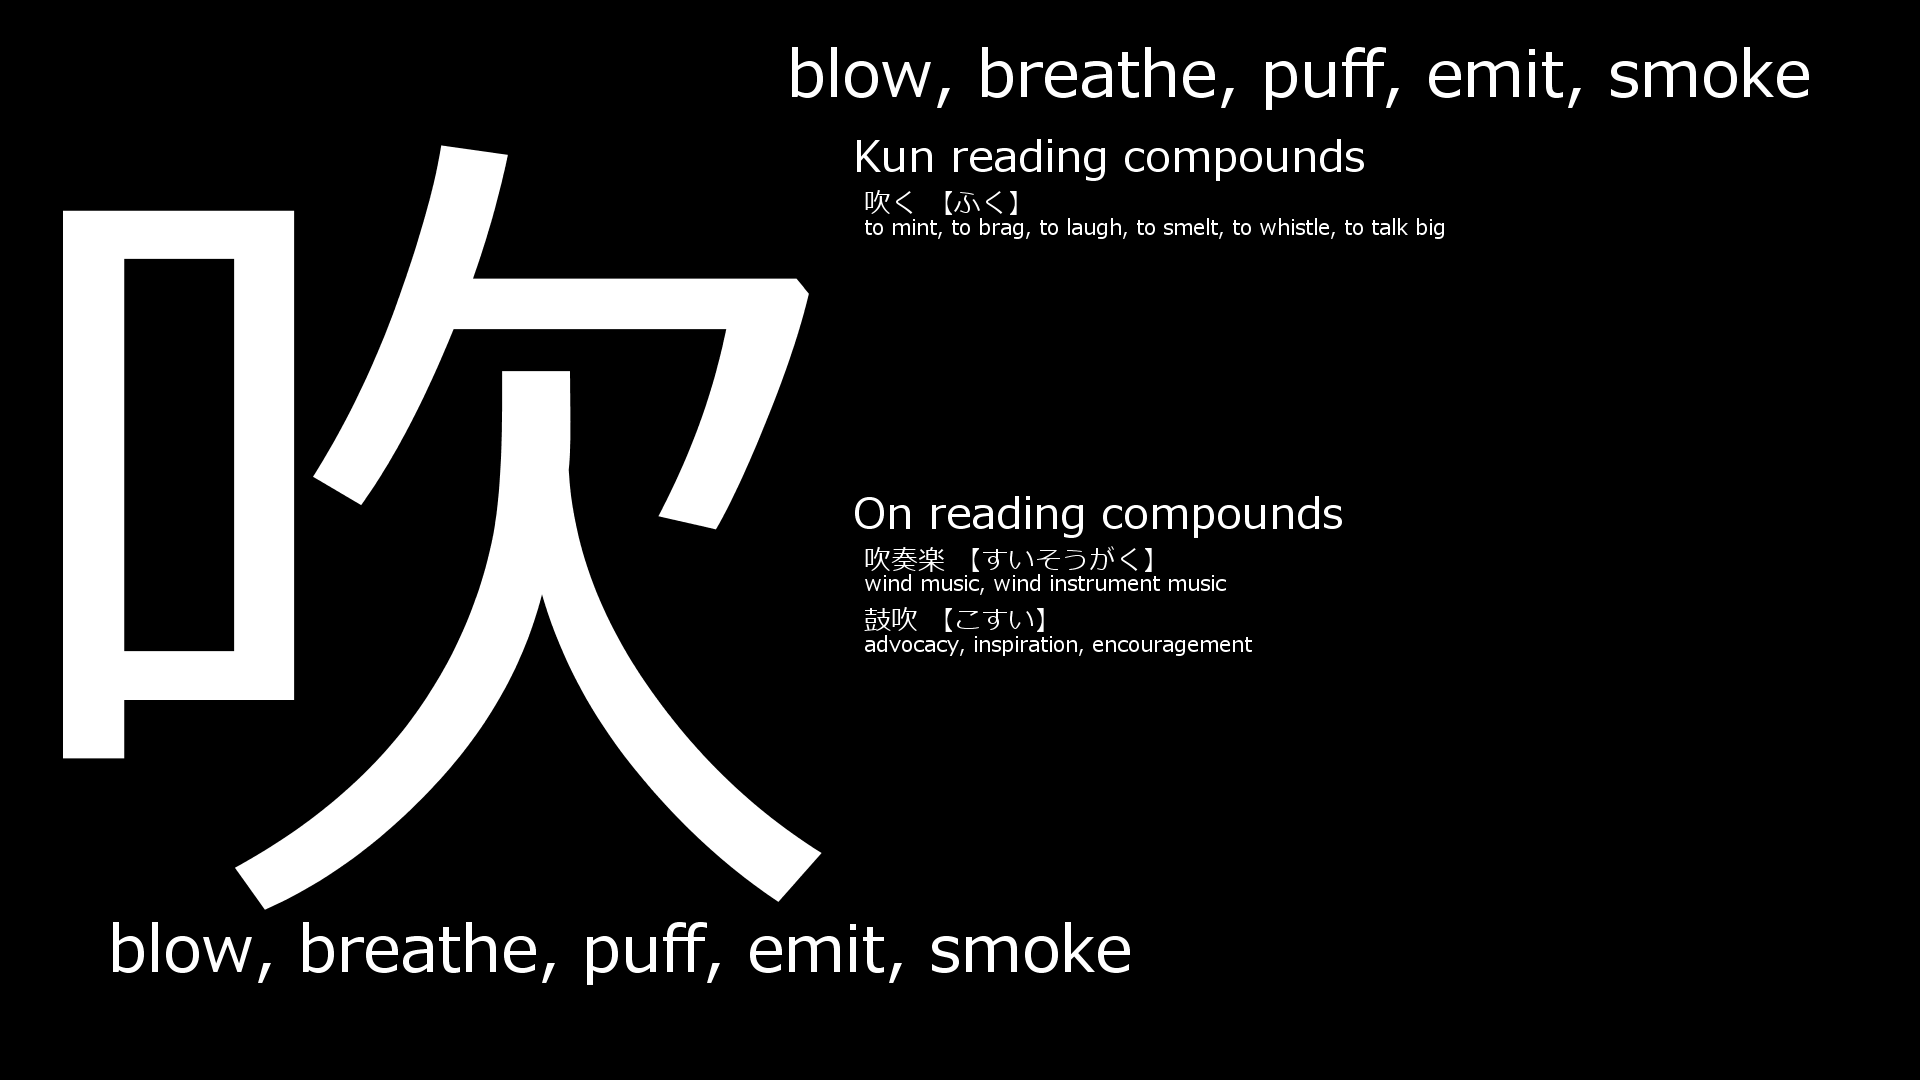 吹
blow, breathe, puff, emit, smoke
Kun reading compounds
吹く 【ふく】
to mint, to brag, to laugh, to smelt, to whistle, to talk big
On reading compounds
吹奏楽 【すいそうがく】
wind music, wind instrument music
鼓吹 【こすい】
advocacy, inspiration, encouragement
blow, breathe, puff, emit, smoke